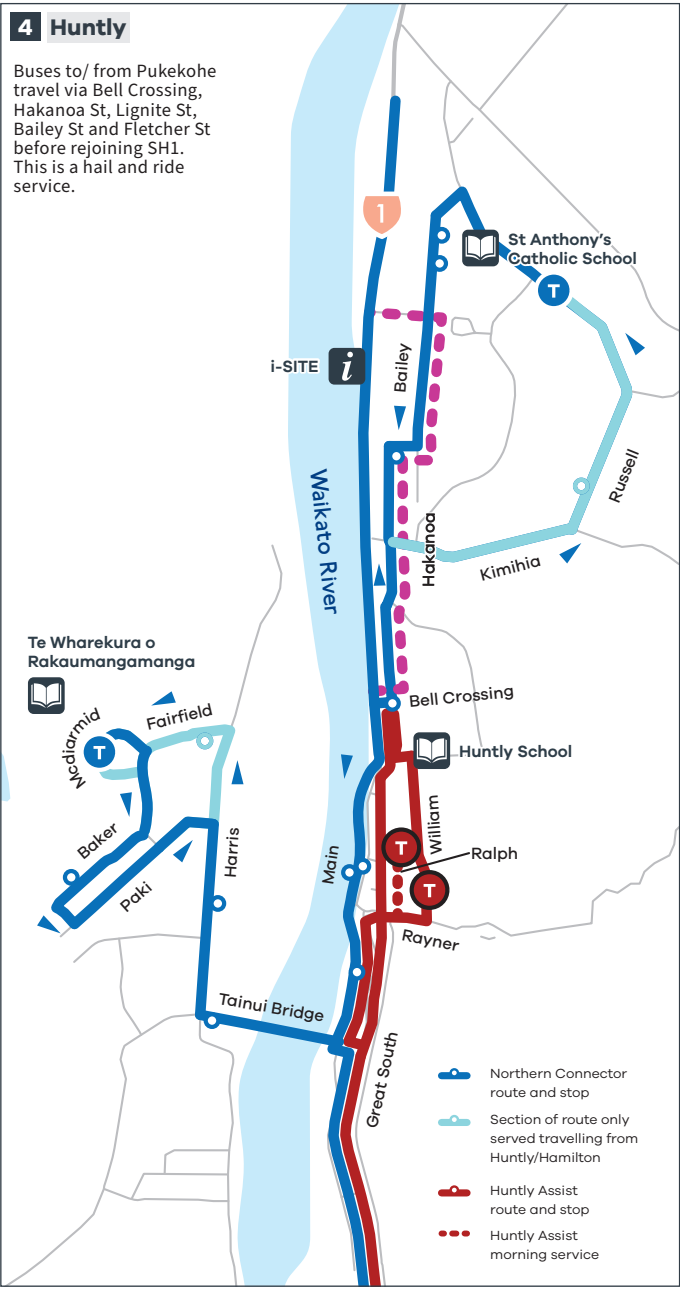 4 Huntly
Buses to/ from Pukekohe
travel via Bell Crossing,
Hakanoa St, Lignite St,
Bailey St and Fletcher St
before rejoining SH1.
This is a hail and ride
service.
1
St Anthony's
Catholic School
T
i-SITE
i
Bailey
Waikato River
Russell
Hakanoa
Kimihia
Te Wharekura o
Rakaumangamanga
Bell Crossing
Mcdiarmid
Fairfield
T
Huntly School
William
Baker
Harris
Main
T
Ralph
Paki
T
Rayner
Tainui Bridge
Great South
Northern Connector
route and stop
Section of route only
served travelling from
Huntly/Hamilton
Huntly Assist
route and stop
Huntly Assist
morning service